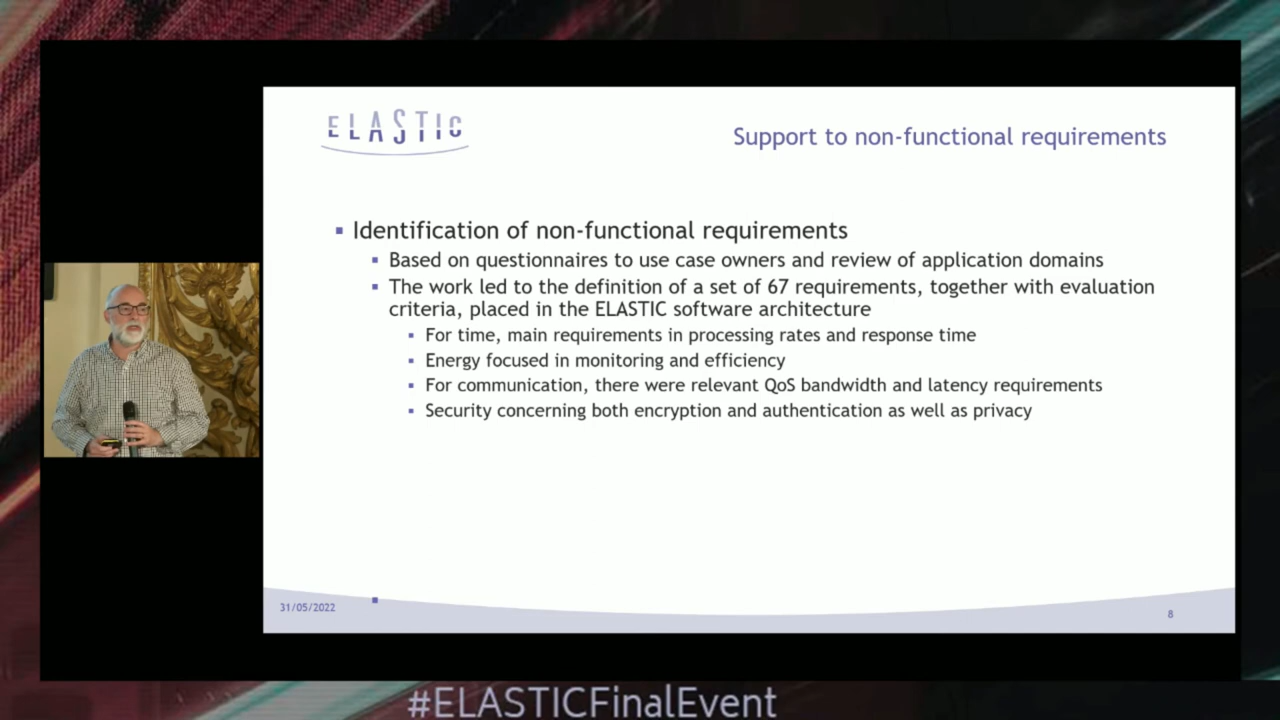 ELASTIC
Support to non-functional requirements
Identification of non-functional requirements
Based on questionnaires to use case owners and review of application domains
The work led to the definition of a set of 67 requirements, together with evaluation
criteria, placed in the ELASTIC software architecture
For time, main requirements in processing rates and response time
Energy focused in monitoring and efficiency
For communication, there were relevant QoS bandwidth and latency requirements
Security concerning both encryption and authentication as well as privacy
31/05/2022
8
#ELASTICFinalEvent